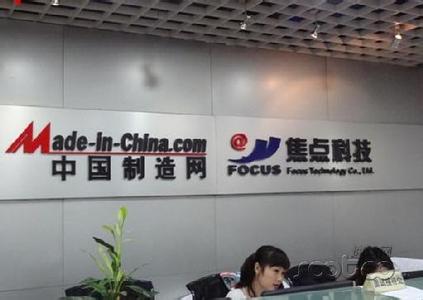 Made-in-China.com
中国制造网
@
FOCUS
焦点科技
Focus Technology Co., Ltd.